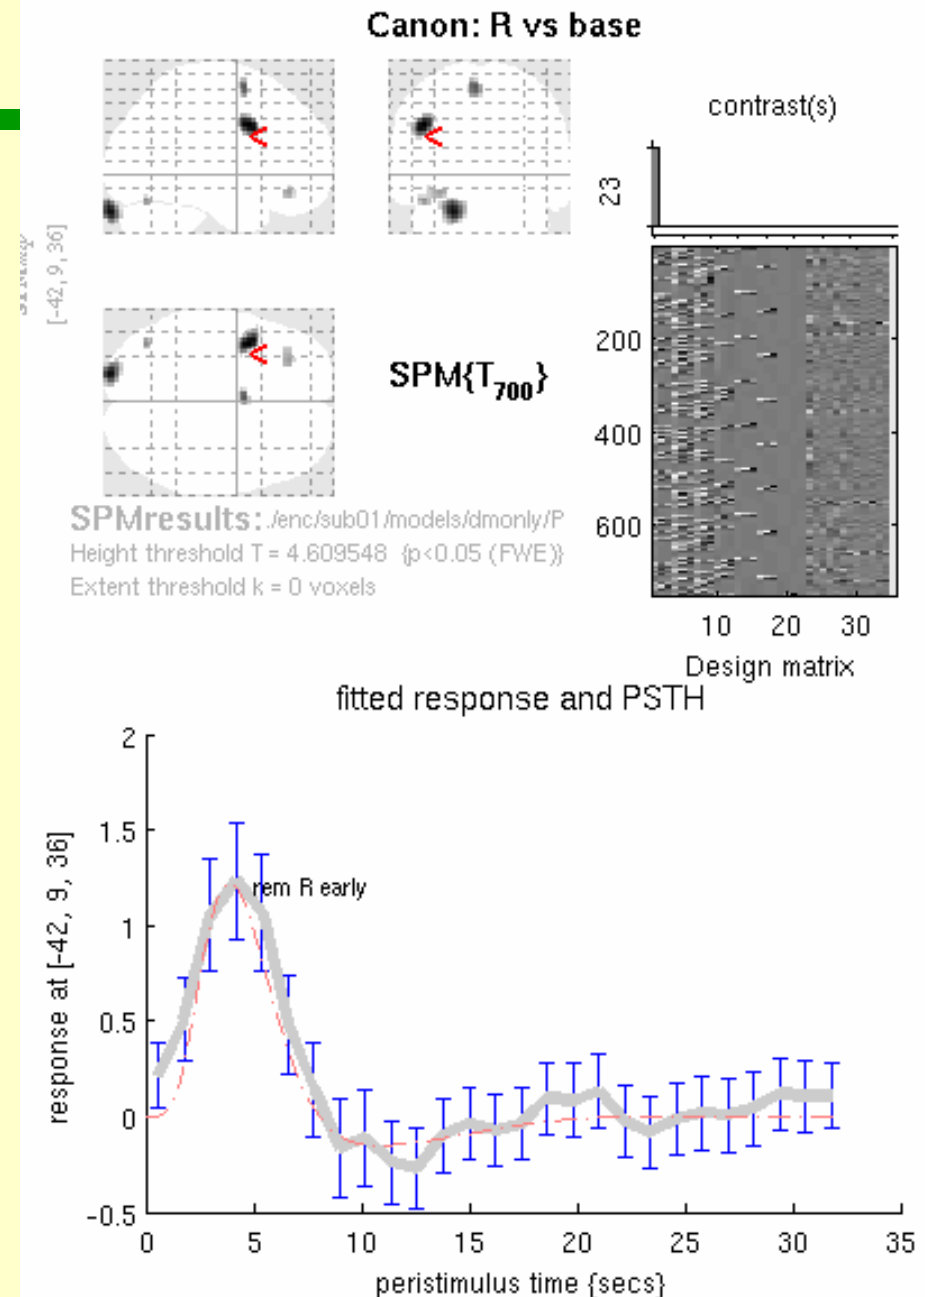 Canon: R vs base
contrast(s)
23
[-42, 9, 36]
<
<
<
SPM{T700}
200
400
600
10 20 30
Design matrix
SPMresults: ./enc/sub01/models/dmonly/P
Height threshold T = 4.609548 {p<0.05 (FWE)}
Extent threshold k = 0 voxels
fitted response and PSTH
response at [-42, 9, 36]
2
1.5
1
0.5
0
-0.5
rem R early
0 5 10 15 20 25 30 35
peristimulus time {secs}